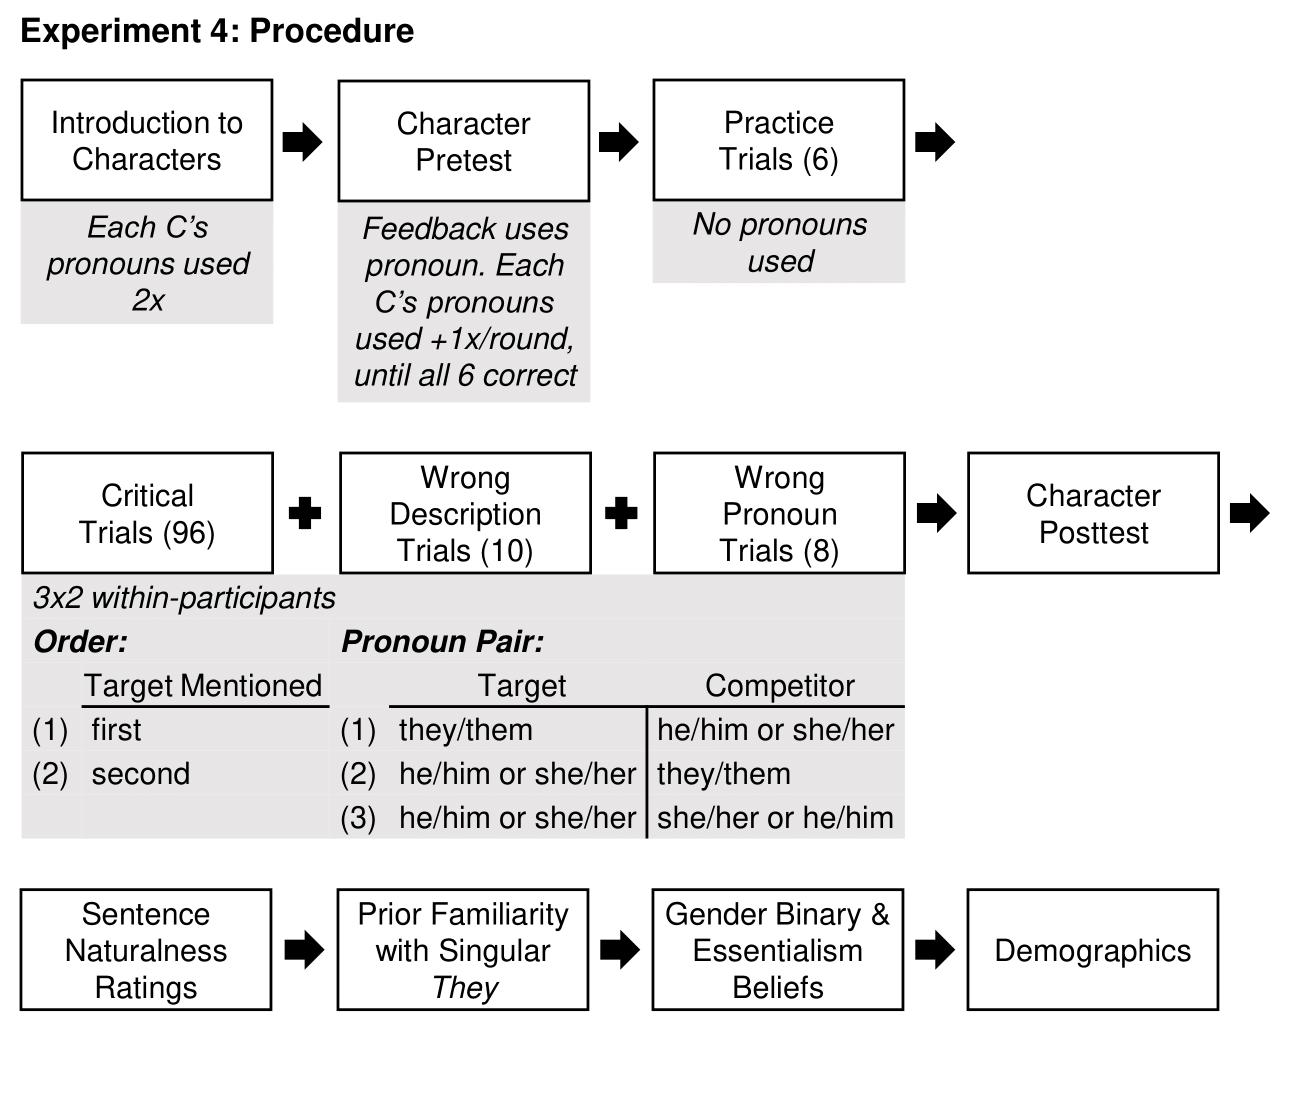 Experiment 4: Procedure
Introduction to
Characters
Each C's
pronouns used
2x
Character
Pretest
Feedback uses
pronoun. Each
C's pronouns
used +1x/round,
until all 6 correct
Practice
Trials (6)
No pronouns
used
Critical
Trials (96)
Wrong
Description
Trials (10)
Wrong
Pronoun
Trials (8)
Character
Posttest
3x2 within-participants
Order: Pronoun Pair:
Target Mentioned Target Competitor
(1) first (1) they/them he/him or she/her
(2) second (2) he/him or she/her they/them
(3) he/him or she/her she/her or he/him
Sentence
Naturalness
Ratings
Prior Familiarity
with Singular
They
Gender Binary &
Essentialism
Beliefs
Demographics